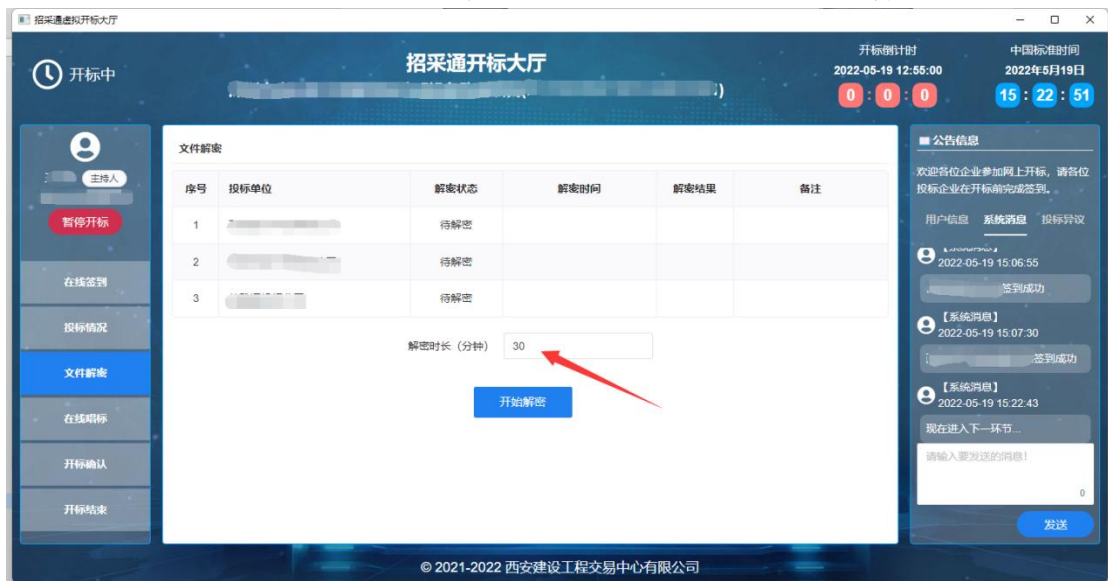 招采通虚拟开标大厅
开标中
招采通开标大厅
)
开标倒计时
2022-05-19 12:55:00
0 : 0 : 0
中国标准时间
2022年5月19日
15 : 22 : 51
主持人
暂停开标
在线签到
投标情况
文件解密
在线唱标
开标确认
开标结束
文件解密
序号 投标单位 解密状态 解密时间 解密结果 备注
1 待解密
2 待解密
3 待解密
解密时长（分钟） 30
开始解密
公告信息
欢迎各位企业参加网上开标，请各位
投标企业在开标前完成签到。
用户信息 系统消息 投标异议
2022-05-19 15:06:55
签到成功
【系统消息】
2022-05-19 15:07:30
签到成功
【系统消息】
2022-05-19 15:22:43
现在进入下一环节...
请输入要发送的消息！
0
发送
© 2021-2022 西安建设工程交易中心有限公司